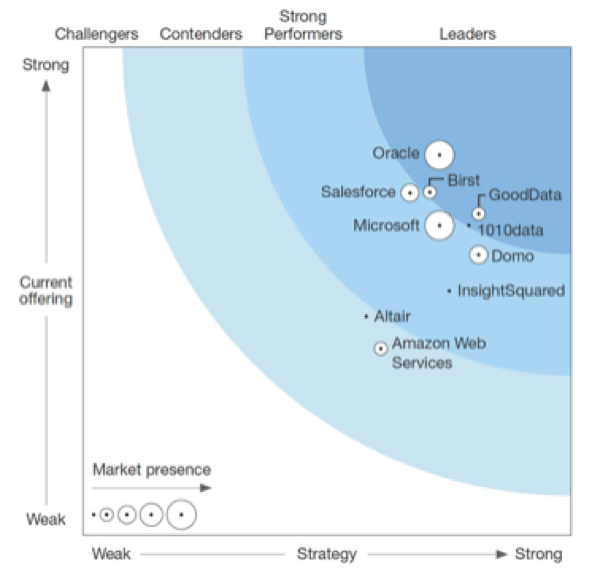 Strong
Challengers Contenders Performers Leaders
Strong
Oracle
Birst
Salesforce
GoodData
Microsoft
1010data
Domo
Current
offering
InsightSquared
Altair
Amazon Web
Services
Market presence
Weak
Weak Strategy Strong